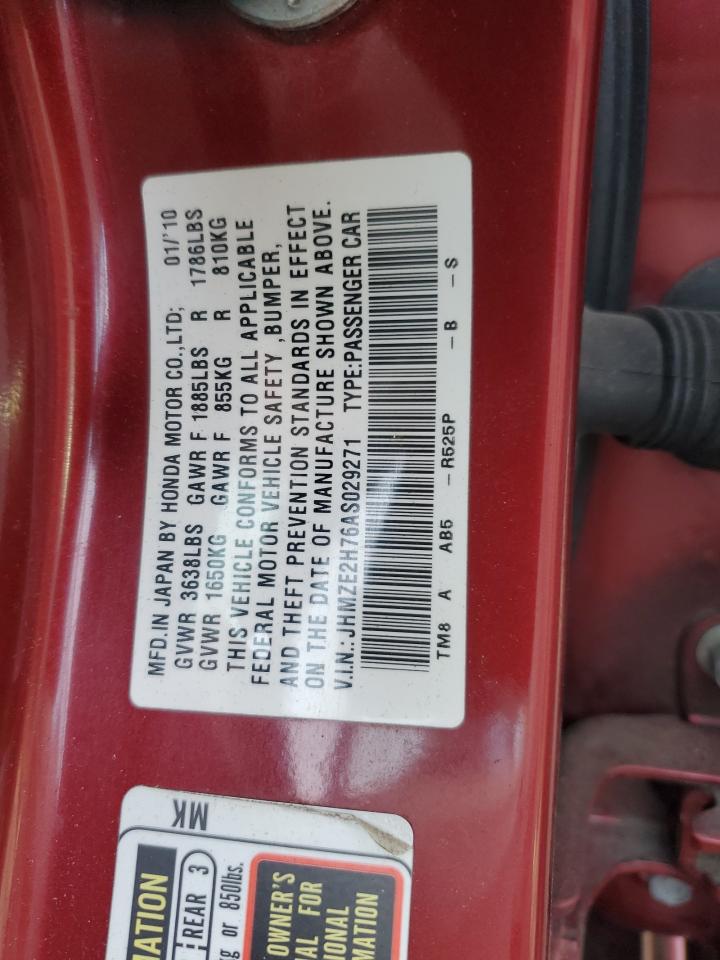 MFD.IN JAPAN BY HONDA MOTOR CO.,LTD; 01/'10
GVWR 3638LBS GAWR F 1885LBS R 1786LBS
GVWR 1650KG GAWR F 855KG R 810KG
THIS VEHICLE CONFORMS TO ALL APPLICABLE
FEDERAL MOTOR VEHICLE SAFETY ,BUMPER,
AND THEFT PREVENTION STANDARDS IN EFFECT
ON THE DATE OF MANUFACTURE SHOWN ABOVE.
V.I.N.: JHMZE2H76AS029271 TYPE:PASSENGER CAR
TM8 A AB5 -R525P -B -S
MK
MATION
REAR 3
g or 850lbs.
OWNER'S
AL FOR
IONAL
MATION